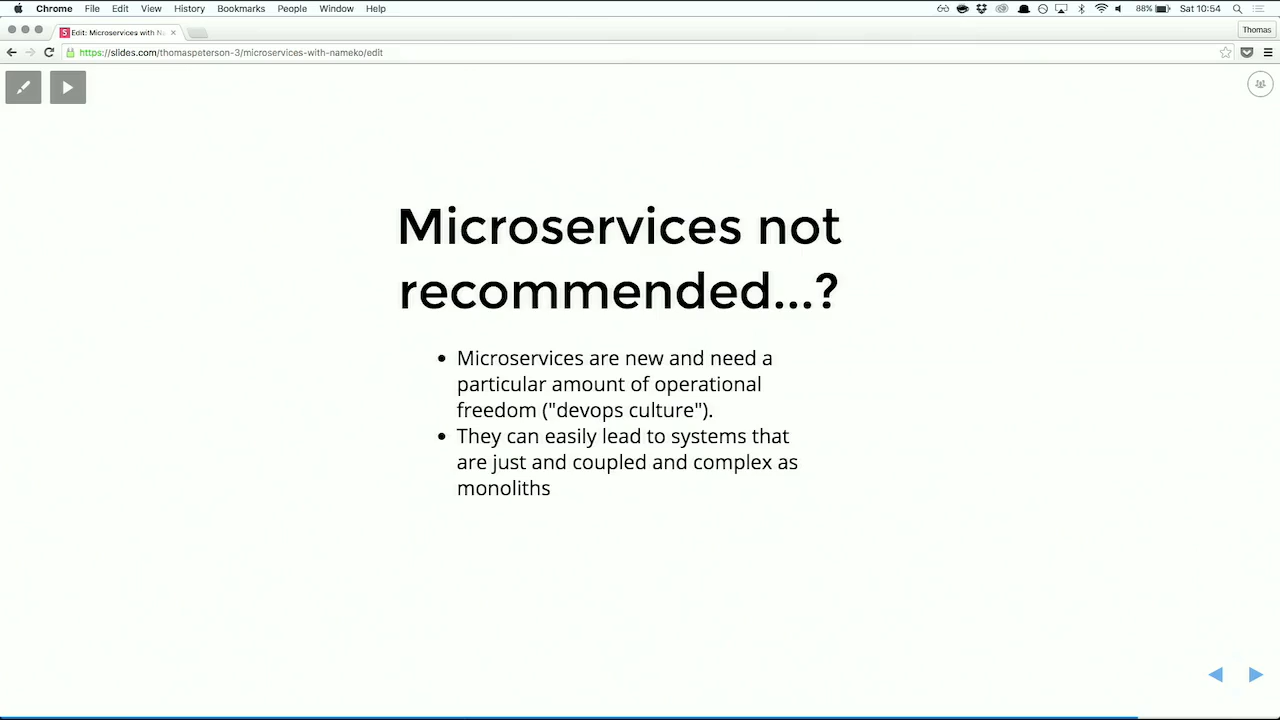 Chrome File Edit View History Bookmarks People Window Help 88% Sat 10:54
Edit: Microservices with Na
Thomas
https://slides.com/thomaspeterson-3/microservices-with-nameko/edit
Microservices not
recommended...?
• Microservices are new and need a
particular amount of operational
freedom ("devops culture").
• They can easily lead to systems that
are just and coupled and complex as
monoliths